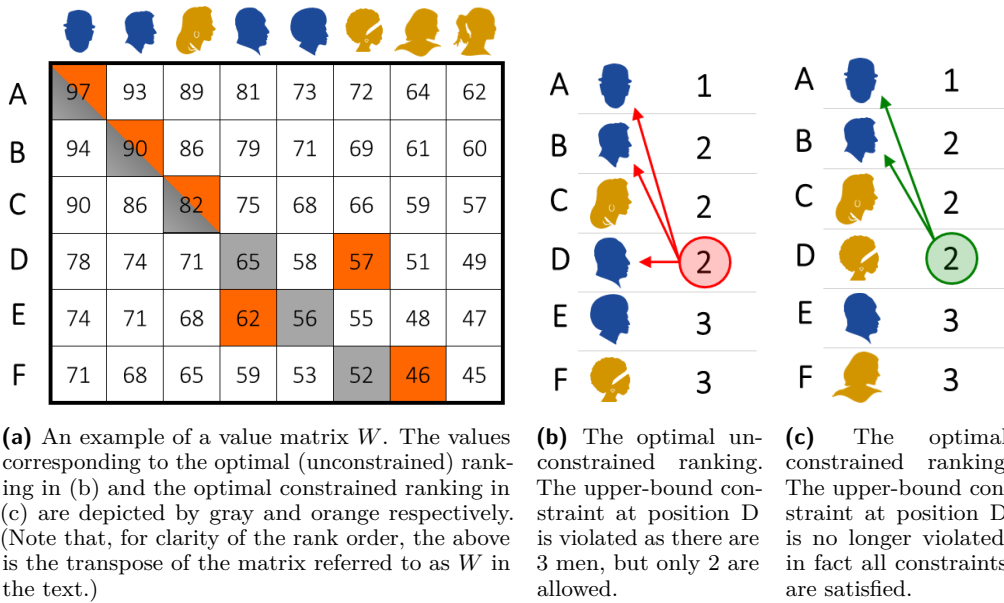 A 97 93 89 81 73 72 64 62
B 94 90 86 79 71 69 61 60
C 90 86 82 75 68 66 59 57
D 78 74 71 65 58 57 51 49
E 74 71 68 62 56 55 48 47
F 71 68 65 59 53 52 46 45
(a) An example of a value matrix W. The values
corresponding to the optimal (unconstrained) rank-
ing in (b) and the optimal constrained ranking in
(c) are depicted by gray and orange respectively.
(Note that, for clarity of the rank order, the above
is the transpose of the matrix referred to as W in
the text.)
A 1
B 2
C 2
D 2
E 3
F 3
(b) The optimal un-
constrained ranking.
The upper-bound con-
straint at position D
is violated as there are
3 men, but only 2 are
allowed.
A 1
B 2
C 2
D 2
E 3
F 3
(c) The optimal
constrained ranking
The upper-bound con
straint at position D
is no longer violated
in fact all constraints
are satisfied.